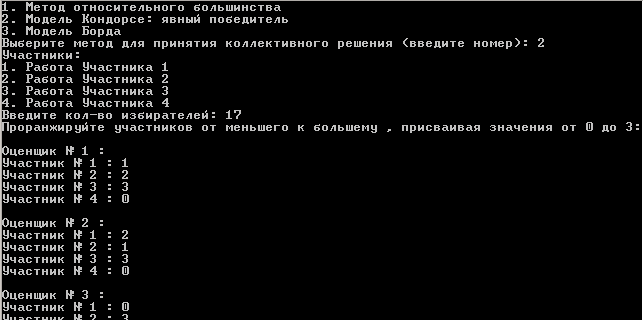 1. Метод относительного большинства
2. Модель Кондорсе: явный победитель
3. Модель Борда
Выберите метод для принятия коллективного решения (введите номер): 2
Участники:
1. Работа Участника 1
2. Работа Участника 2
3. Работа Участника 3
4. Работа Участника 4
Введите кол-во избирателей: 17
Проранжируйте участников от меньшего к большему , присваивая значения от 0 до 3:
Оценщик № 1 :
Участник № 1 : 1
Участник № 2 : 2
Участник № 3 : 3
Участник № 4 : 0
Оценщик № 2 :
Участник № 1 : 2
Участник № 2 : 1
Участник № 3 : 3
Участник № 4 : 0
Оценщик № 3 :
Участник № 1 : 0
Участник № 2 : 3